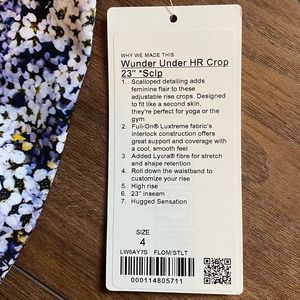 WHY WE MADE THIS
Wunder Under HR Crop
23" *Sclp
1. Scalloped detailing adds
feminine flair to these
adjustable rise crops. Designed
to fit like a second skin,
they're perfect for yoga or the
gym
2. Full-On® Luxtreme fabric's
interlock construction offers
great support and coverage with
a cool, smooth feel
3. Added Lycra® fibre for stretch
and shape retention
4. Roll down the waistband to
customize your rise
5. High rise
6. 23" inseam
7. Hugged Sensation
SIZE
4
LW6AY7S FLOM/STLT
000114805711